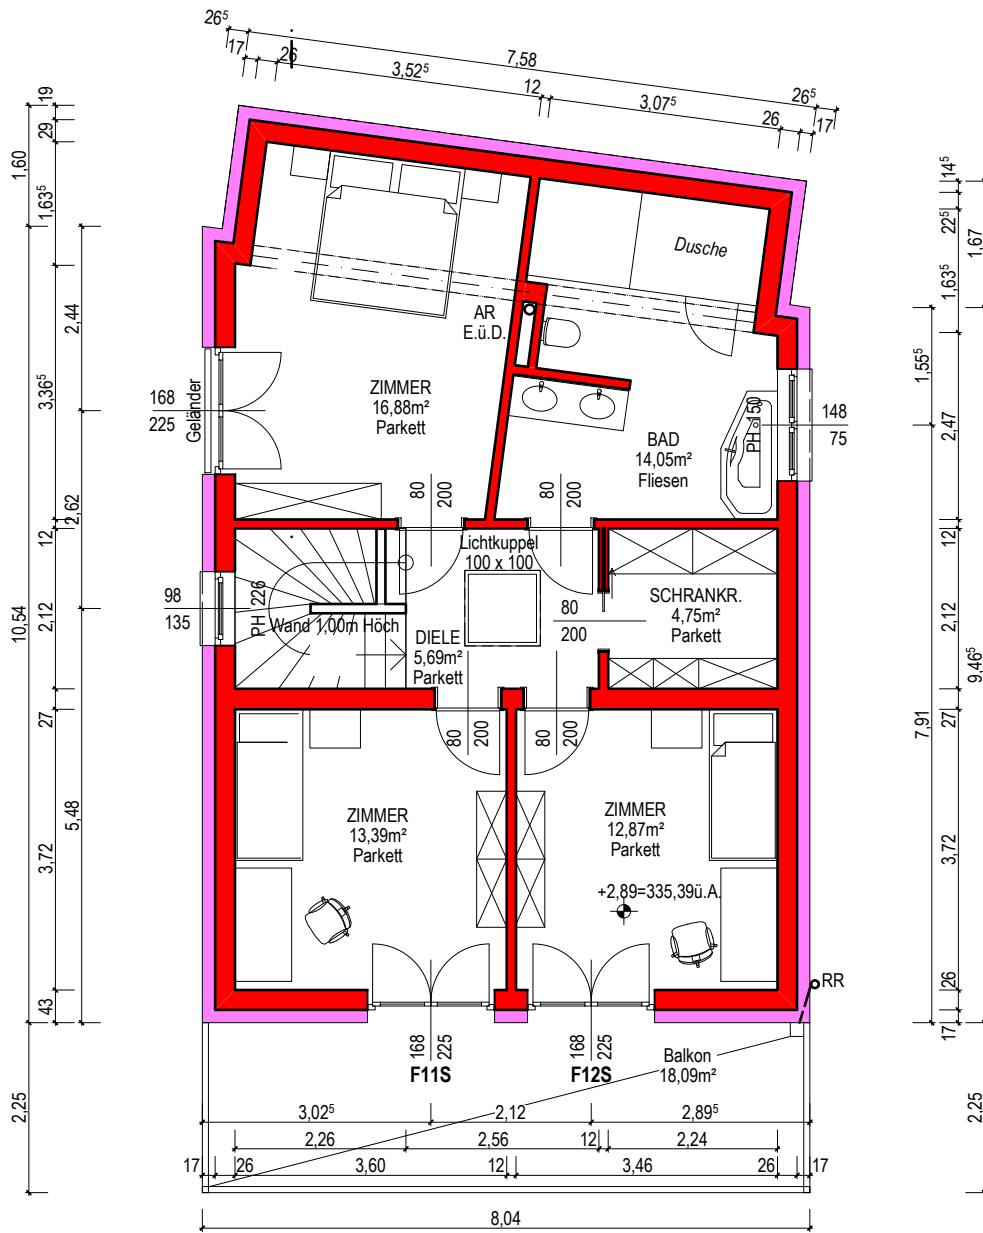 26⁵
17
26
7,58
3,52⁵
12
3,07⁵
26⁵
26
17
19
29
1,60
1,63⁵
2,44
3,36⁵
2,62
12
10,54
2,12
27
5,48
3,72
43
2,25
14⁵
22⁵
1,67
1,63⁵
1,55⁵
2,47
12
2,12
9,46⁵
27
7,91
3,72
26
17
2,25
Dusche
AR
E.ü.D.
ZIMMER
16,88m²
Parkett
Geländer
168
225
BAD
14,05m²
Fliesen
PH 150
148
75
80
200
80
200
Lichtkuppel
100 x 100
98
135
PH 226
Wand 1,00m Höch
DIELE
5,69m²
Parkett
80
200
SCHRANKR.
4,75m²
Parkett
80
200
80
200
ZIMMER
13,39m²
Parkett
ZIMMER
12,87m²
Parkett
+2,89=335,39ü.A.
RR
168
225
F11S
168
225
F12S
Balkon
18,09m²
3,02⁵
2,12
2,89⁵
2,26
2,56
12
2,24
17
26
3,60
12
3,46
26
17
8,04